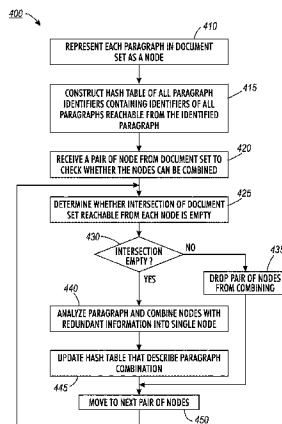 400
410
REPRESENT EACH PARAGRAPH IN DOCUMENT
SET AS A NODE
415
CONSTRUCT HASH TABLE OF ALL PARAGRAPH
IDENTIFIERS CONTAINING IDENTIFIERS OF ALL
PARAGRAPHS REACHABLE FROM THE IDENTIFIED
PARAGRAPH
420
RECEIVE A PAIR OF NODE FROM DOCUMENT SET TO
CHECK WHETHER THE NODES CAN BE COMBINED
425
DETERMINE WHETHER INTERSECTION OF DOCUMENT
SET REACHABLE FROM EACH NODE IS EMPTY
430
INTERSECTION
EMPTY?
NO
435
DROP PAIR OF NODES
FROM COMBINING
YES
440
ANALYZE PARAGRAPH AND COMBINE NODES WITH
REDUNDANT INFORMATION INTO SINGLE NODE
UPDATE HASH TABLE THAT DESCRIBE PARAGRAPH
COMBINATION
445
MOVE TO NEXT PAIR OF NODES
450